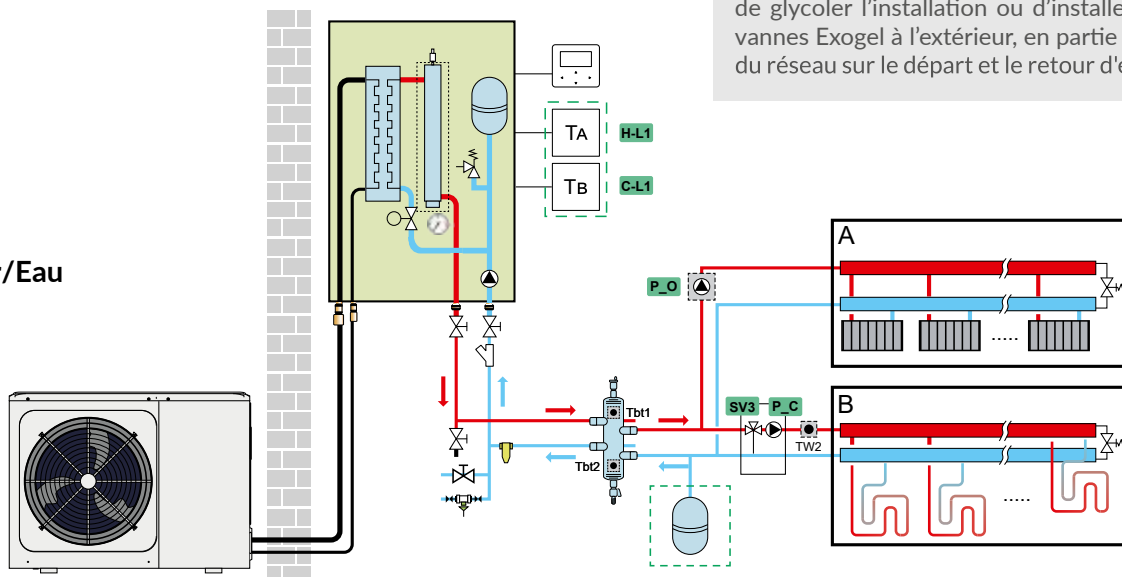 de glycoler l'installation ou d'installe
vannes Exogel à l'extérieur, en partie
du réseau sur le départ et le retour d'e
TA
H-L1
TB
C-L1
/Eau
A
P_O
B
SV3
P_C
Tbt1
TW2
Tbt2